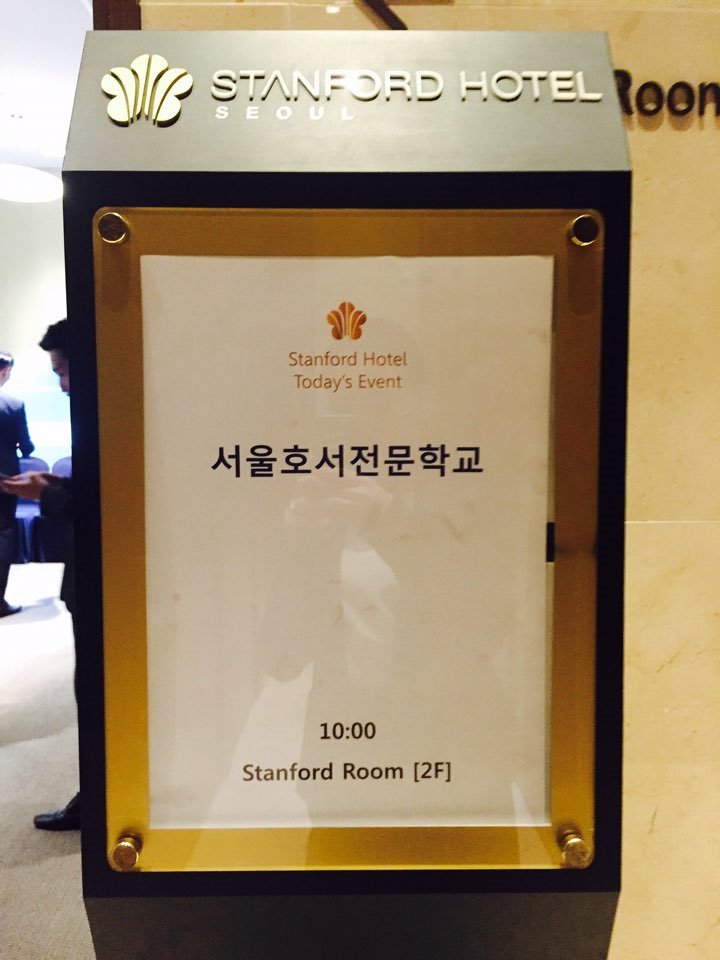 STANFORD HOTEL
SEOUL
Room
Stanford Hotel
Today's Event
서울호서전문학교
10:00
Stanford Room [2F]